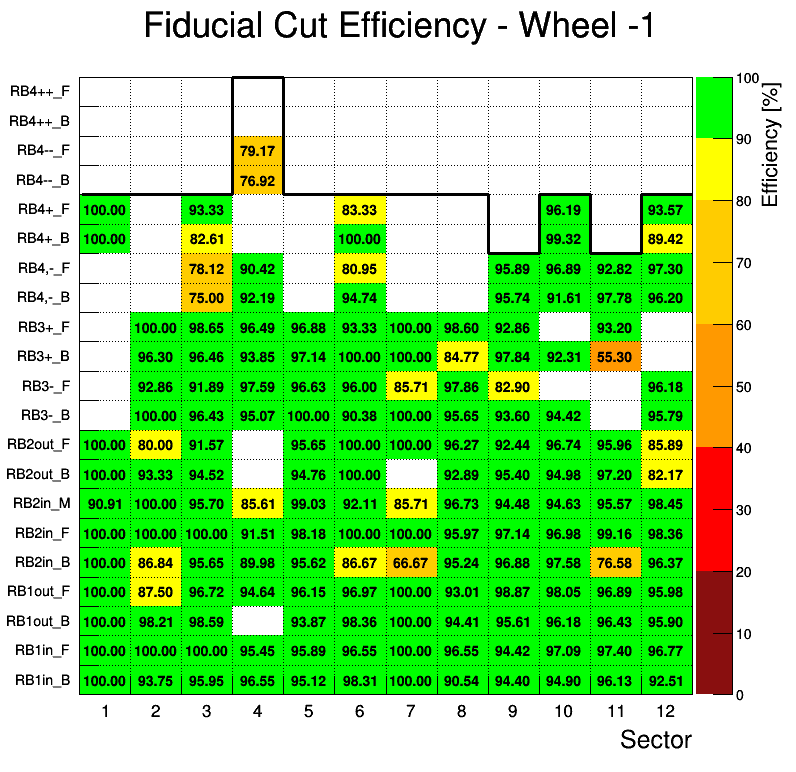 Fiducial Cut Efficiency - Wheel -1
RB4++_F
RB4++_B
RB4--_F 79.17
RB4--_B 76.92
RB4+_F 100.00 93.33 83.33 96.19 93.57
RB4+_B 100.00 82.61 100.00 99.32 89.42
RB4,-_F 78.12 90.42 80.95 95.89 96.89 92.82 97.30
RB4,-_B 75.00 92.19 94.74 95.74 91.61 97.78 96.20
RB3+_F 100.00 98.65 96.49 96.88 93.33 100.00 98.60 92.86 93.20
RB3+_B 96.30 96.46 93.85 97.14 100.00 100.00 84.77 97.84 92.31 55.30
RB3-_F 92.86 91.89 97.59 96.63 96.00 85.71 97.86 82.90 96.18
RB3-_B 100.00 96.43 95.07 100.00 90.38 100.00 95.65 93.60 94.42 95.79
RB2out_F 100.00 80.00 91.57 95.65 100.00 100.00 96.27 92.44 96.74 95.96 85.89
RB2out_B 100.00 93.33 94.52 94.76 100.00 92.89 95.40 94.98 97.20 82.17
RB2in_M 90.91 100.00 95.70 85.61 99.03 92.11 85.71 96.73 94.48 94.63 95.57 98.45
RB2in_F 100.00 100.00 100.00 91.51 98.18 100.00 100.00 95.97 97.14 96.98 99.16 98.36
RB2in_B 100.00 86.84 95.65 89.98 95.62 86.67 66.67 95.24 96.88 97.58 76.58 96.37
RB1out_F 100.00 87.50 96.72 94.64 96.15 96.97 100.00 93.01 98.87 98.05 96.89 95.98
RB1out_B 100.00 98.21 98.59 93.87 98.36 100.00 94.41 95.61 96.18 96.43 95.90
RB1in_F 100.00 100.00 100.00 95.45 95.89 96.55 100.00 96.55 94.42 97.09 97.40 96.77
RB1in_B 100.00 93.75 95.95 96.55 95.12 98.31 100.00 90.54 94.40 94.90 96.13 92.51
1 2 3 4 5 6 7 8 9 10 11 12
Sector
100
90
80
70
60
50
40
30
20
10
0
Efficiency [%]